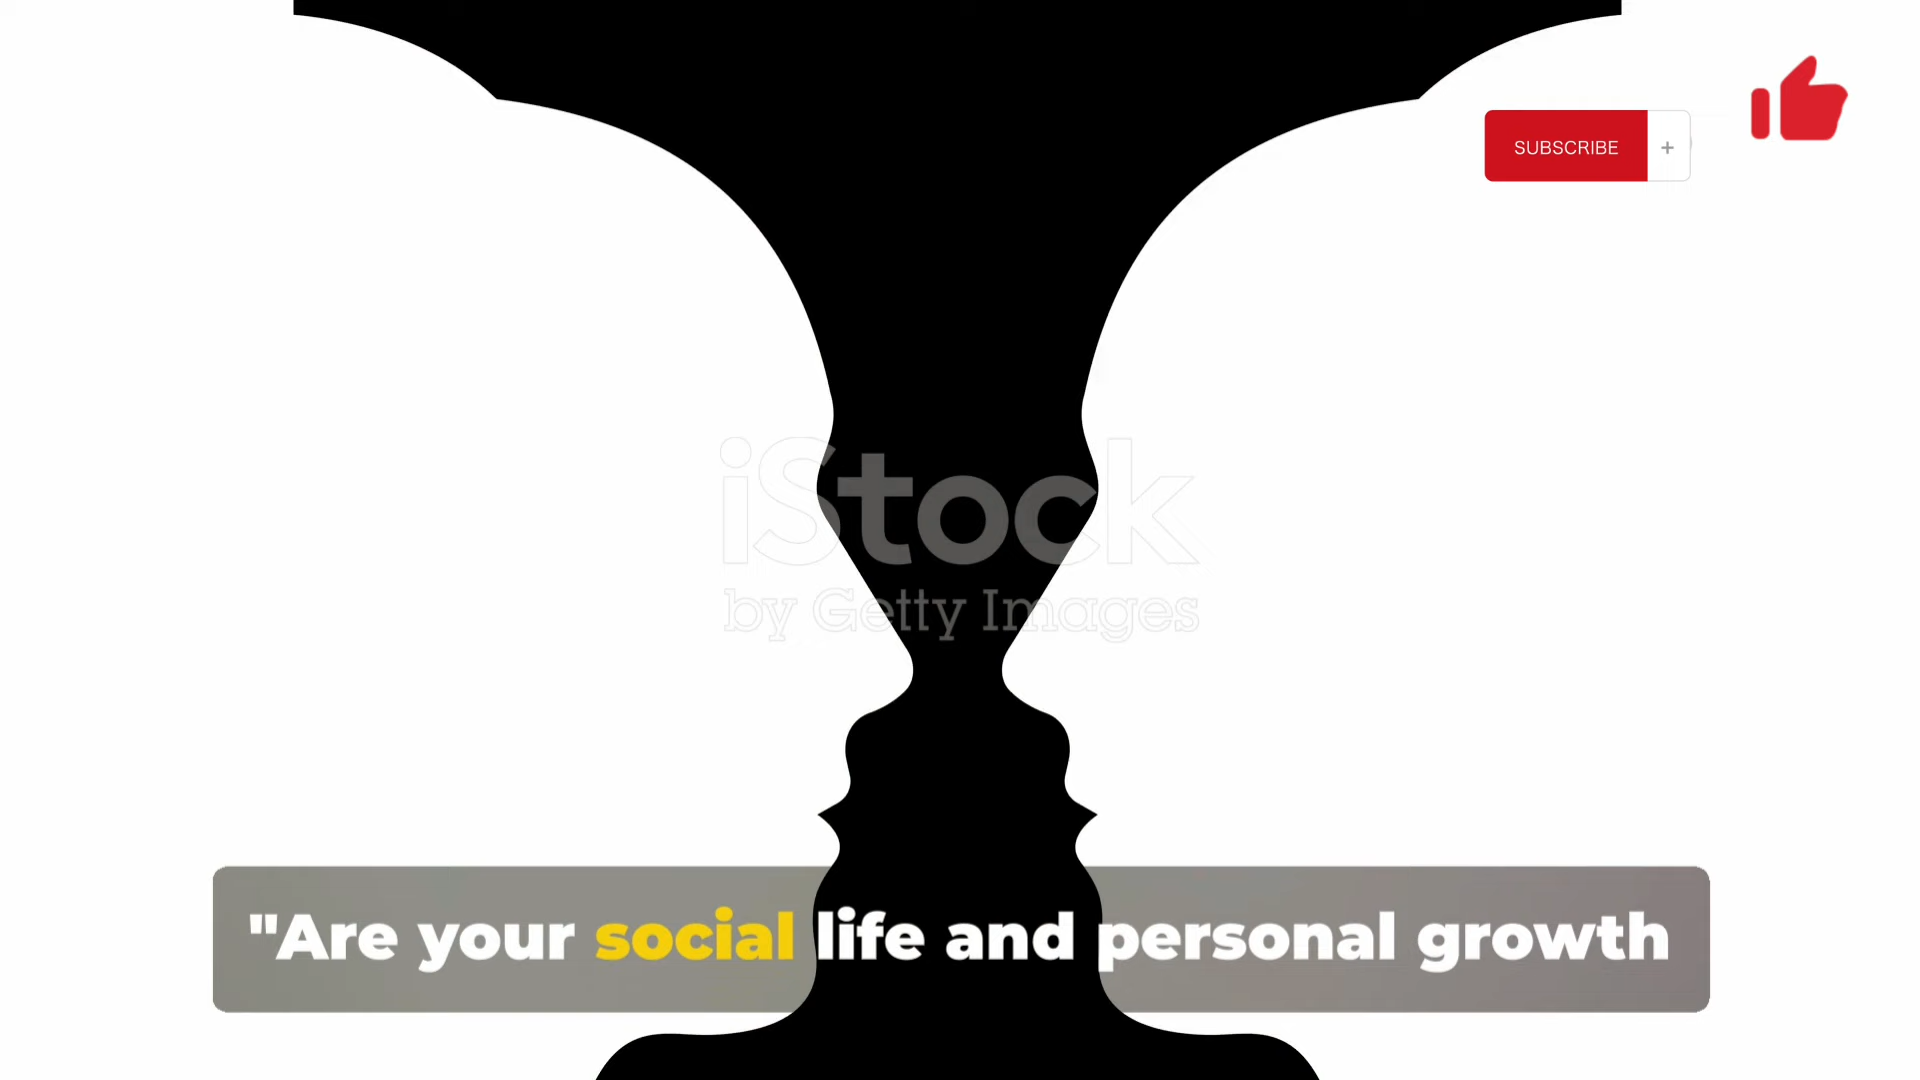 SUBSCRIBE +
iStock
by Getty Images
"Are your social life and personal growth